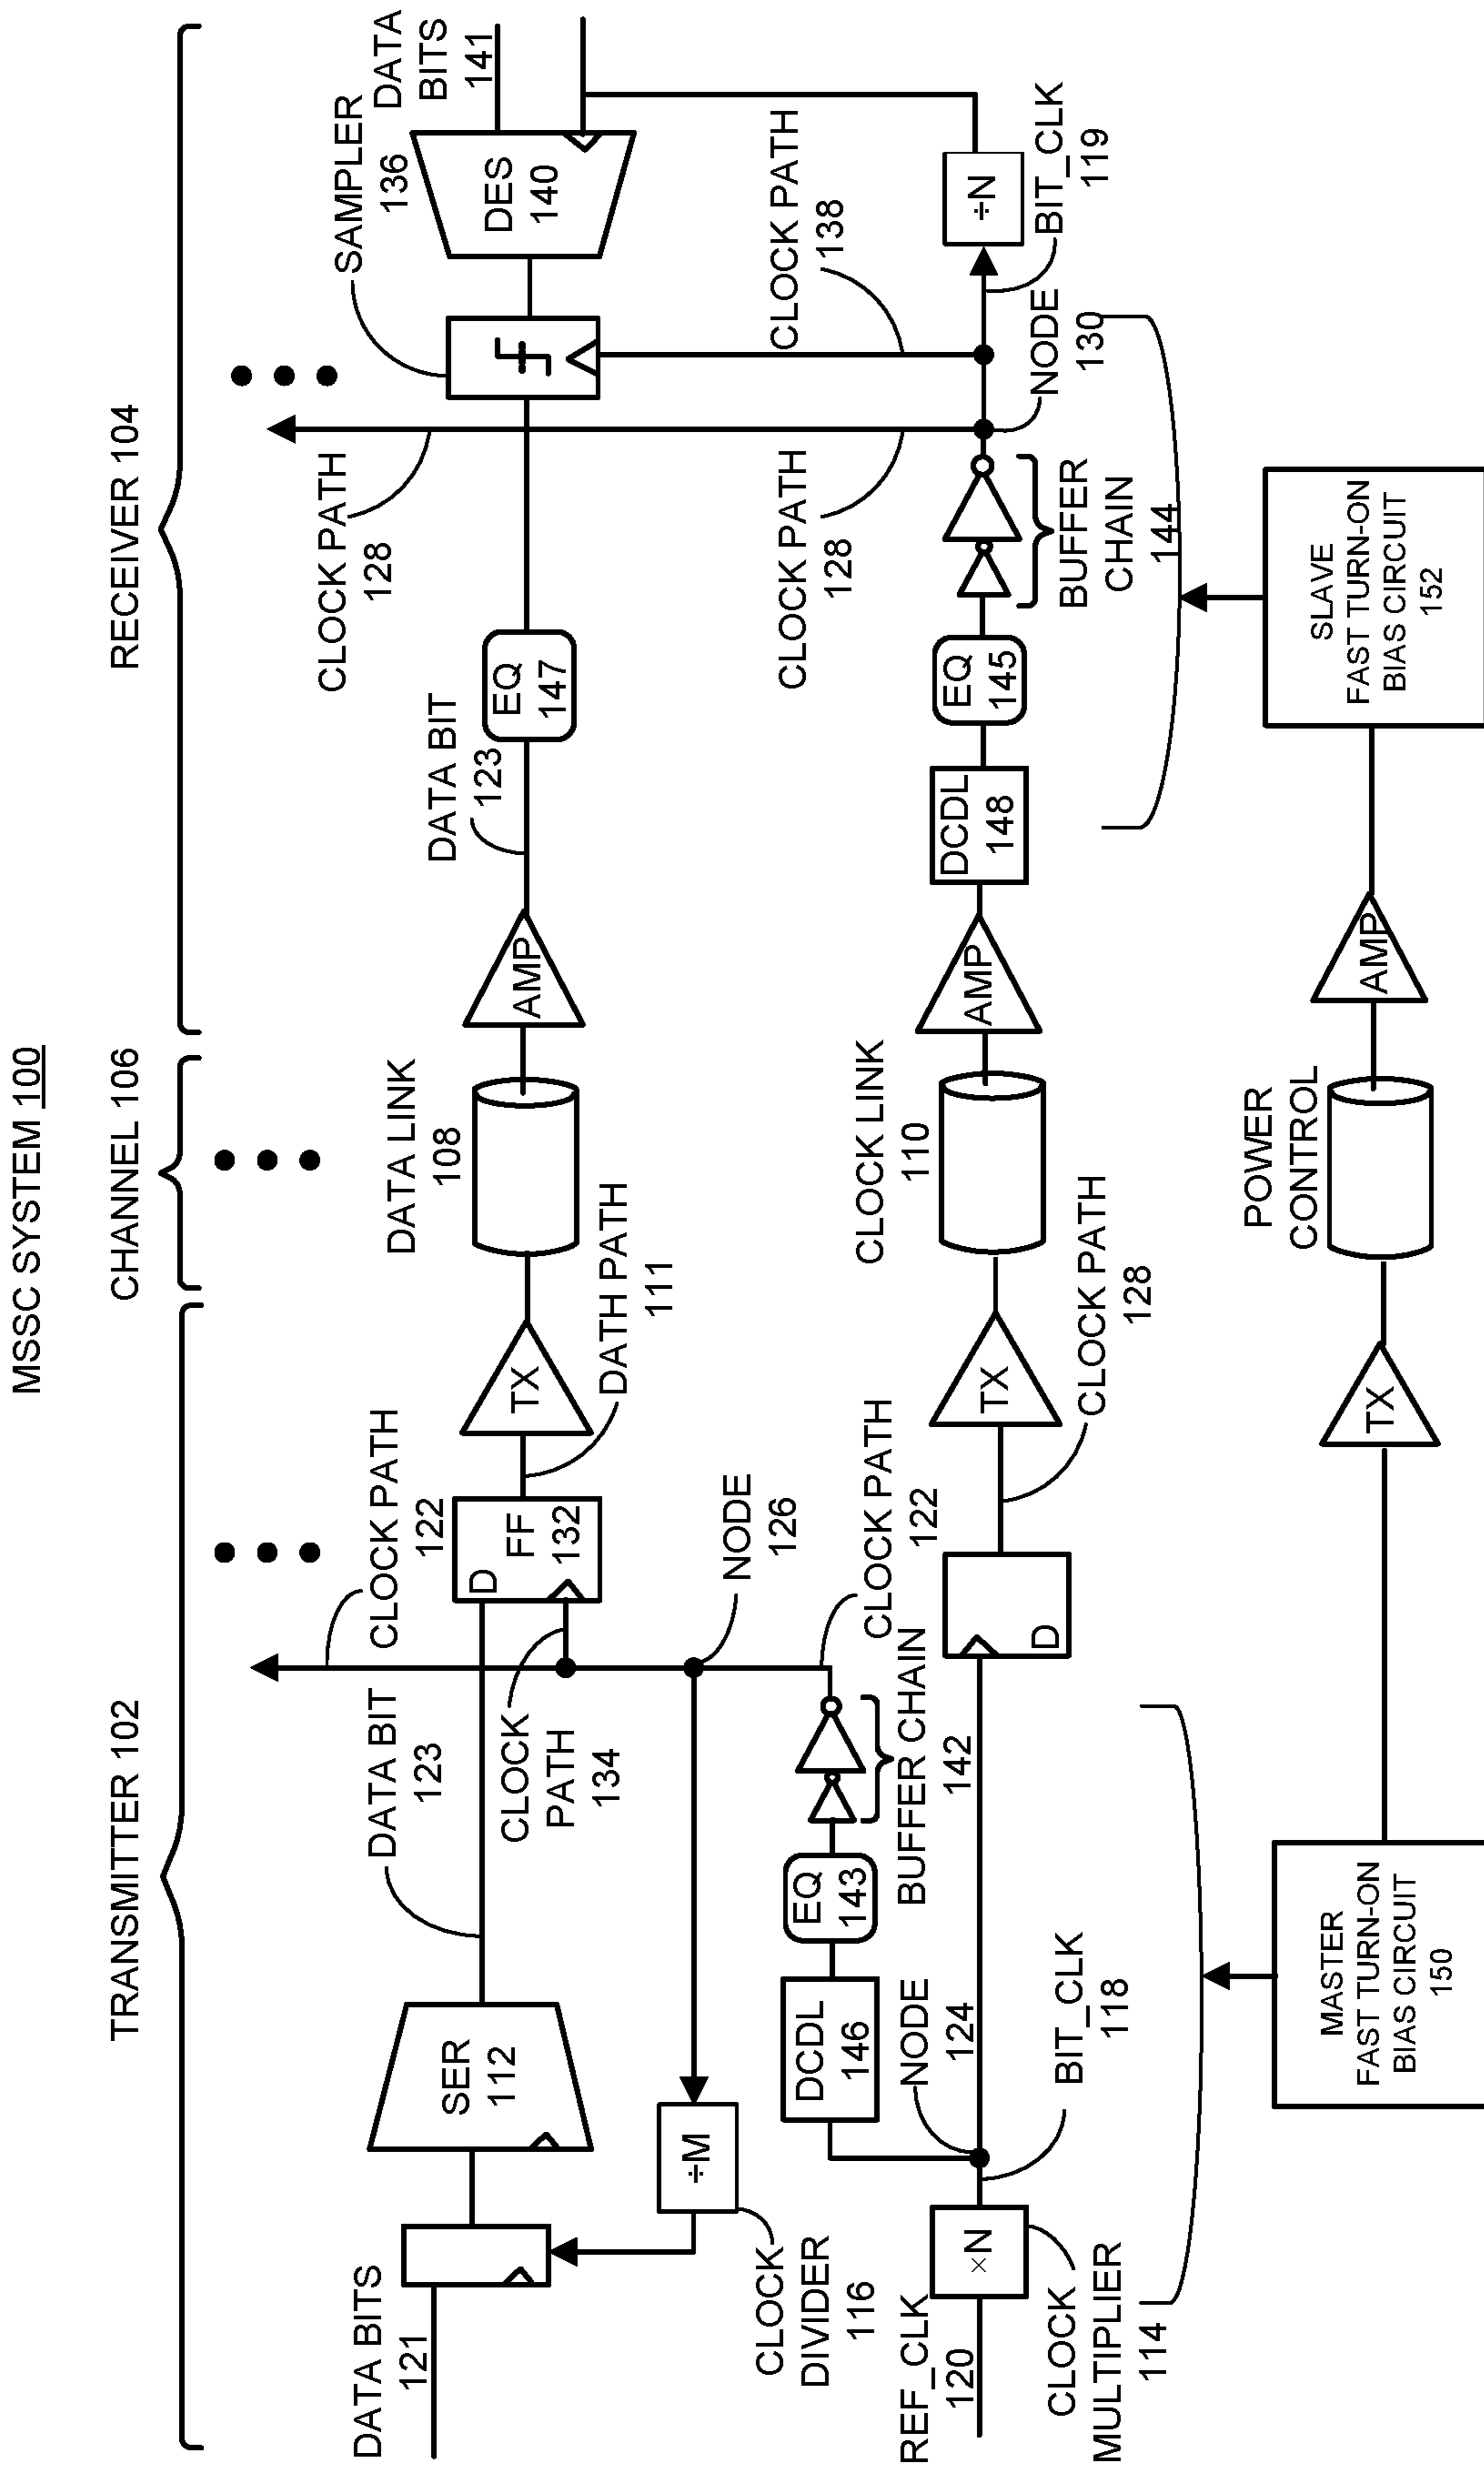 MSSC SYSTEM 100
TRANSMITTER 102
CHANNEL 106
RECEIVER 104
DATA BITS
121
SER
112
DATA BIT
123
CLOCK PATH
122
D
FF
132
CLOCK
PATH
134
TX
DATH PATH
111
DATA LINK
108
AMP
DATA BIT
123
EQ
147
CLOCK PATH
128
SAMPLER
136
DES
140
DATA
BITS
141
÷M
CLOCK
DIVIDER
116
NODE
126
DCDL
146
EQ
143
BUFFER CHAIN
142
CLOCK PATH
122
REF_CLK
120
×N
CLOCK
MULTIPLIER
114
NODE
124
BIT_CLK
118
D
TX
CLOCK PATH
128
CLOCK LINK
110
AMP
DCDL
148
EQ
145
BUFFER
CHAIN
144
CLOCK PATH
128
CLOCK PATH
138
NODE
130
÷N
BIT_CLK
119
MASTER
FAST TURN-ON
BIAS CIRCUIT
150
TX
POWER
CONTROL
AMP
SLAVE
FAST TURN-ON
BIAS CIRCUIT
152